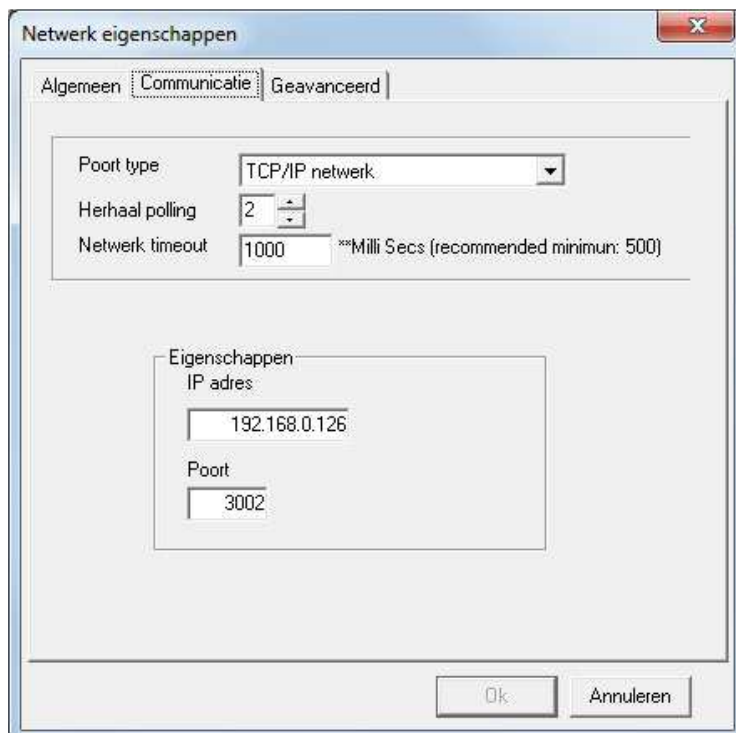 Netwerk eigenschappen
Algemeen Communicatie Geavanceerd
Poort type TCP/IP netwerk
Herhaal polling 2
Netwerk timeout 1000 **Milli Secs (recommended minimun: 500)
Eigenschappen
IP adres
192.168.0.126
Poort
3002
Ok Annuleren